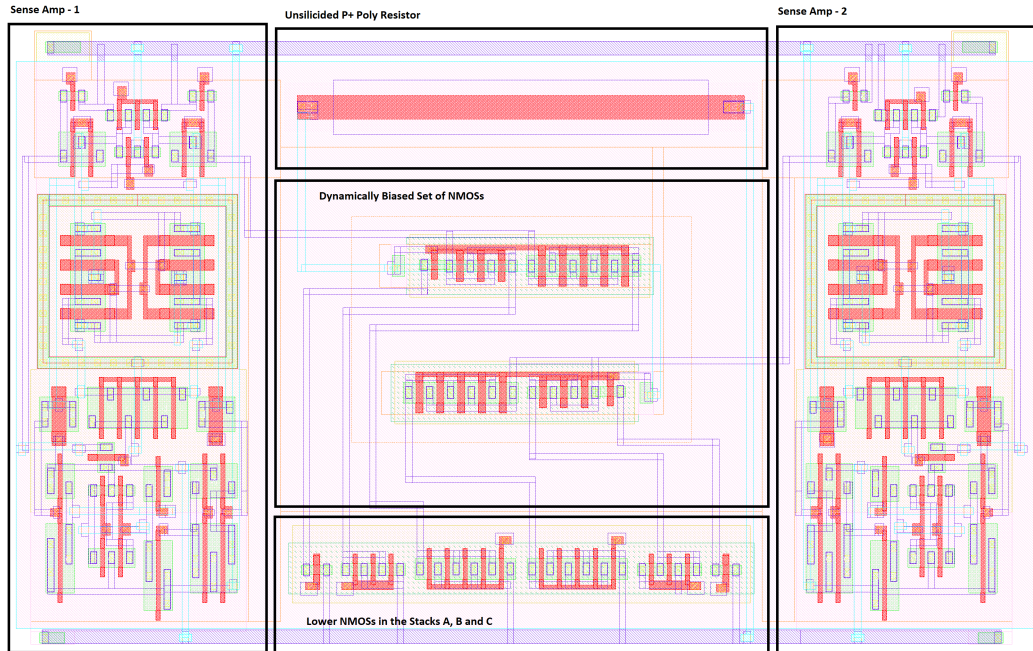 Sense Amp - 1
Unsilicided P+ Poly Resistor
Sense Amp - 2
Dynamically Biased Set of NMOSs
Lower NMOSs in the Stacks A, B and C